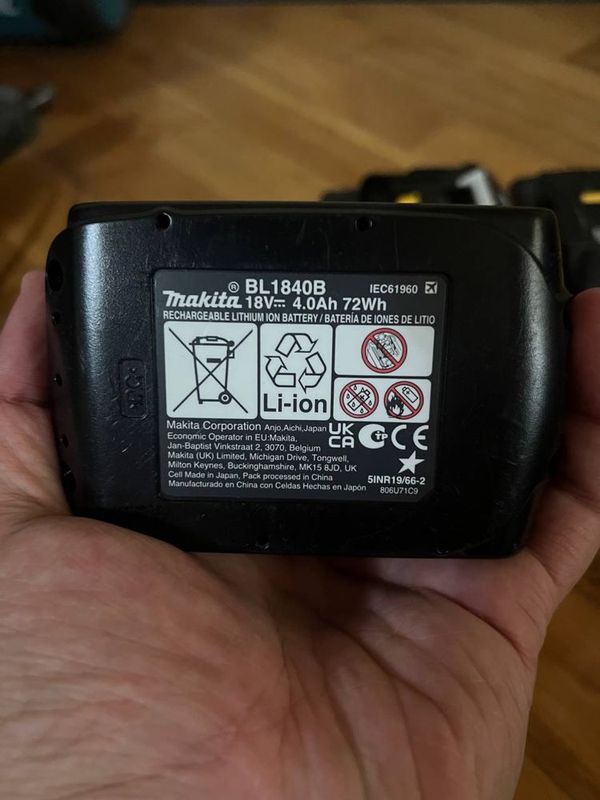 BL1840B IEC61960
makita® 18V⎓ 4.0Ah 72Wh
RECHARGEABLE LITHIUM ION BATTERY / BATERÍA DE IONES DE LITIO
Li-ion
Makita Corporation Anjo,Aichi,Japan
Economic Operator in EU:Makita,
Jan-Baptist Vinkstraat 2, 3070, Belgium
Makita (UK) Limited, Michigan Drive, Tongwell,
Milton Keynes, Buckinghamshire, MK15 8JD, UK
Cell Made in Japan, Pack processed in China
Manufacturado en China con Celdas Hechas en Japón
UK
CA
TP
CE
5INR19/66-2
806U71C9